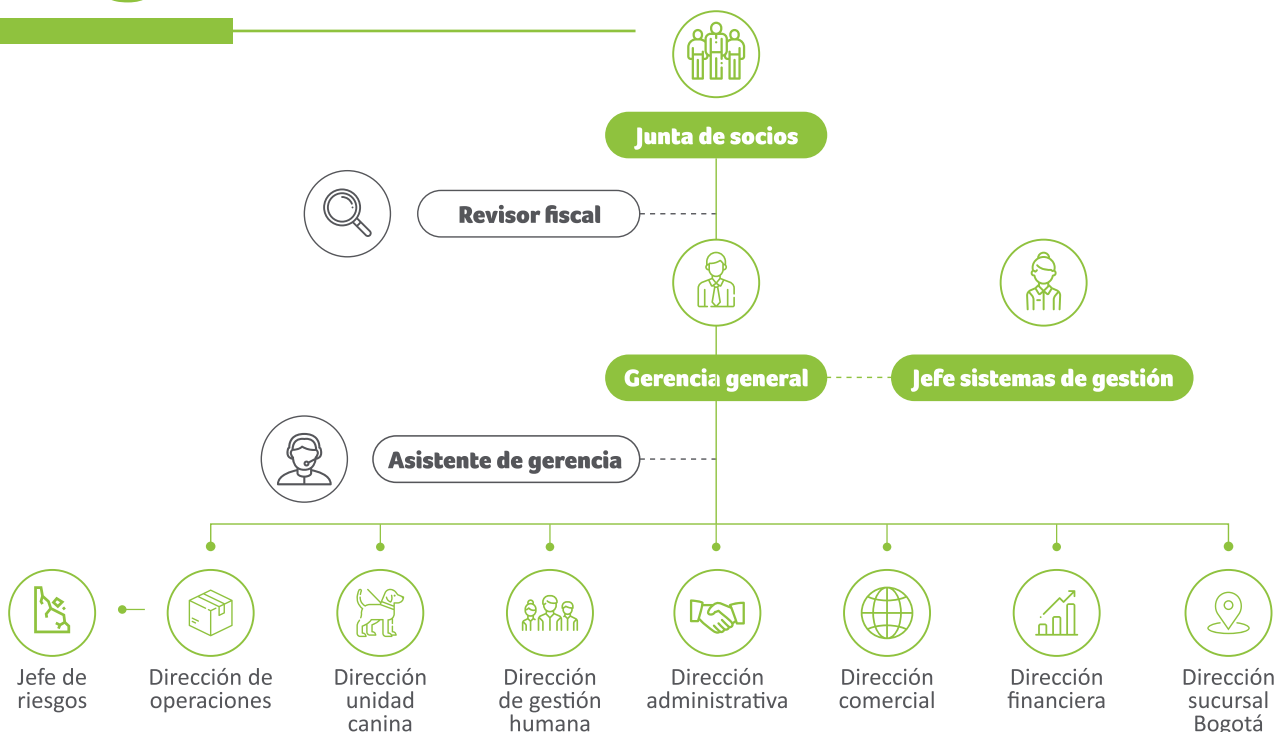 Junta de socios
Revisor fiscal
Gerencia general
Jefe sistemas de gestión
Asistente de gerencia
Jefe de
riesgos
Dirección de
operaciones
Dirección
unidad
canina
Dirección
de gestión
humana
Dirección
administrativa
Dirección
comercial
Dirección
financiera
Dirección
sucursal
Bogotá